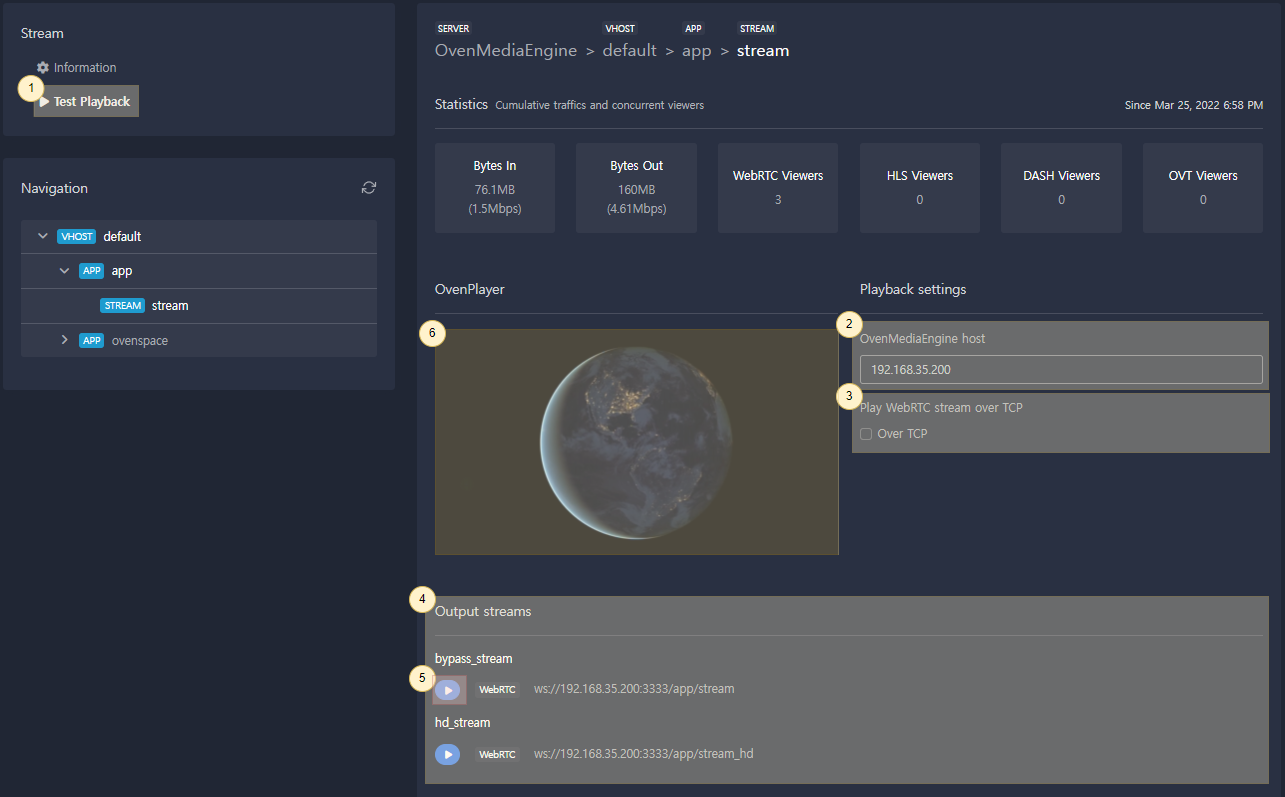 Stream
Information
1
Test Playback
Navigation
VHOST default
APP app
STREAM stream
APP ovenspace
SERVER VHOST APP STREAM
OvenMediaEngine > default > app > stream
Statistics Cumulative traffics and concurrent viewers Since Mar 25, 2022 6:58 PM
Bytes In
76.1MB
(1.5Mbps)
Bytes Out
160MB
(4.61Mbps)
WebRTC Viewers
3
HLS Viewers
0
DASH Viewers
0
OVT Viewers
0
OvenPlayer
6
Playback settings
2
OvenMediaEngine host
192.168.35.200
3
Play WebRTC stream over TCP
Over TCP
4
Output streams
bypass_stream
5
WebRTC ws://192.168.35.200:3333/app/stream
hd_stream
WebRTC ws://192.168.35.200:3333/app/stream_hd